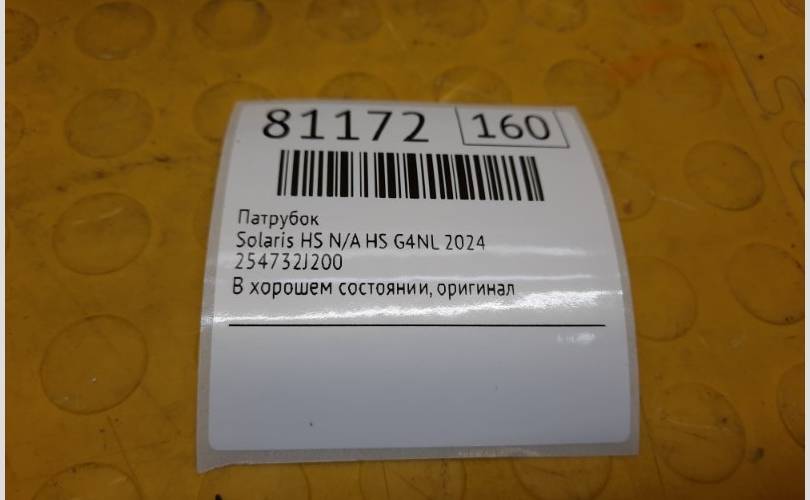 81172 160
Патрубок
Solaris HS N/A HS G4NL 2024
254732J200
В хорошем состоянии, оригинал